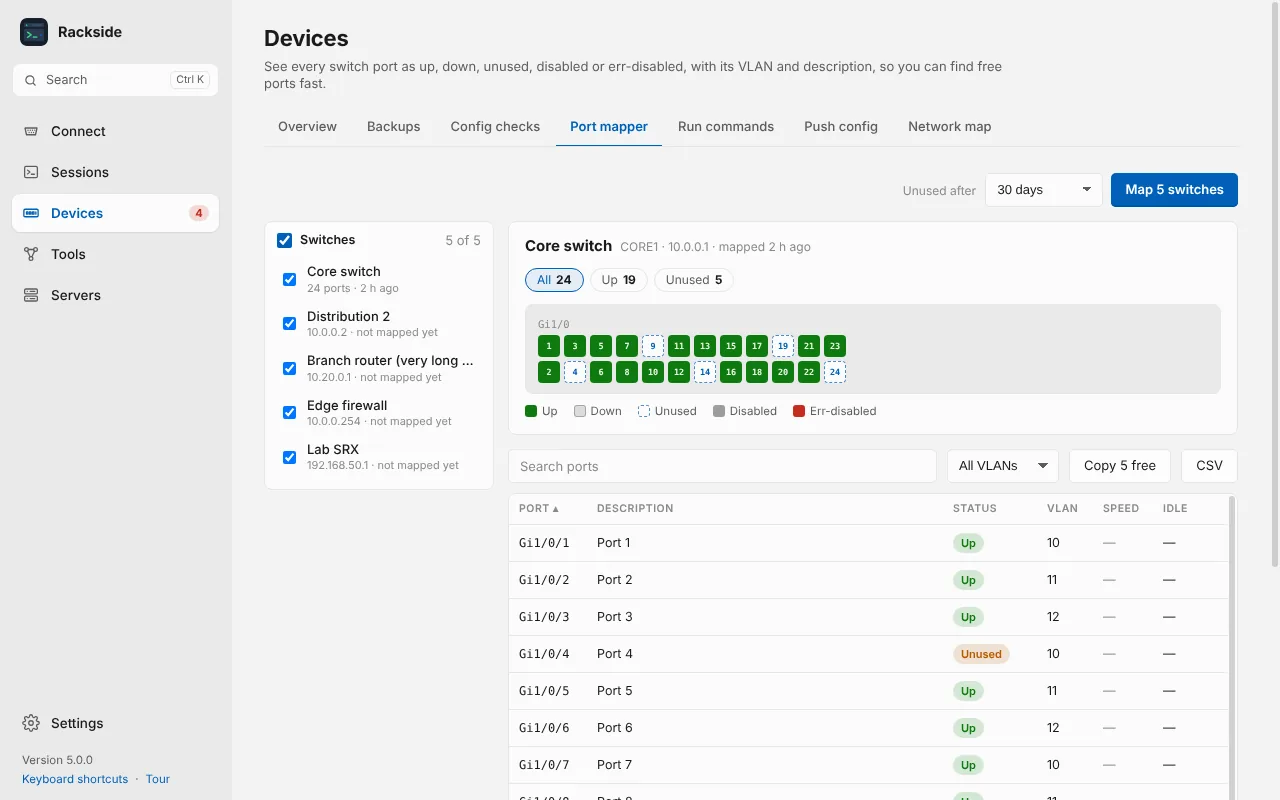 Rackside
Search Ctrl K
Connect
Sessions
Devices 4
Tools
Servers
Settings
Version 5.0.0
Keyboard shortcuts · Tour
Devices
See every switch port as up, down, unused, disabled or err-disabled, with its VLAN and description, so you can find free
ports fast.
Overview Backups Config checks Port mapper Run commands Push config Network map
Unused after 30 days Map 5 switches
Switches 5 of 5
Core switch
24 ports · 2 h ago
Distribution 2
10.0.0.2 · not mapped yet
Branch router (very long ...
10.20.0.1 · not mapped yet
Edge firewall
10.0.0.254 · not mapped yet
Lab SRX
192.168.50.1 · not mapped yet
Core switch CORE1 · 10.0.0.1 · mapped 2 h ago
All 24 Up 19 Unused 5
Gi1/0
1 3 5 7 9 11 13 15 17 19 21 23
2 4 6 8 10 12 14 16 18 20 22 24
Up Down Unused Disabled Err-disabled
Search ports All VLANs Copy 5 free CSV
PORT ▲ DESCRIPTION STATUS VLAN SPEED IDLE
Gi1/0/1 Port 1 Up 10 — —
Gi1/0/2 Port 2 Up 11 — —
Gi1/0/3 Port 3 Up 12 — —
Gi1/0/4 Port 4 Unused 10 — —
Gi1/0/5 Port 5 Up 11 — —
Gi1/0/6 Port 6 Up 12 — —
Gi1/0/7 Port 7 Up 10 — —